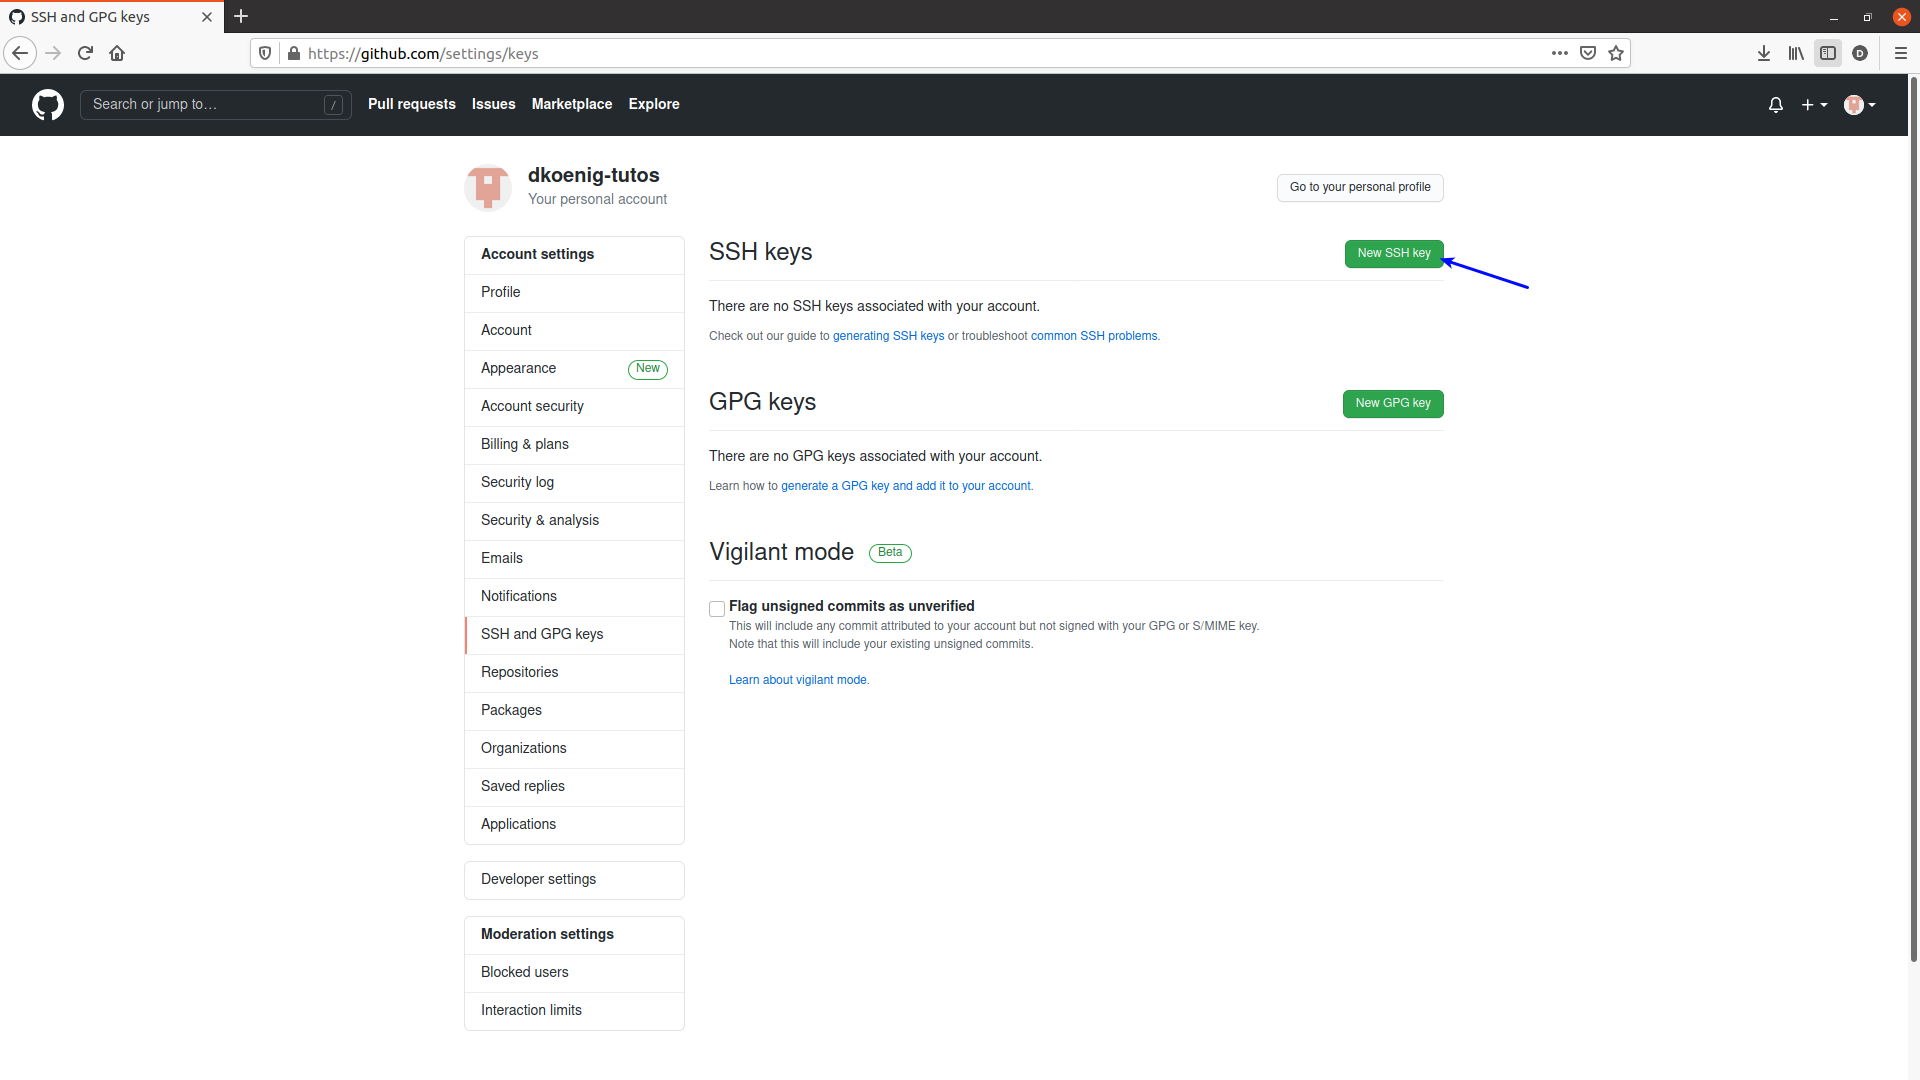 SSH and GPG keys
https://github.com/settings/keys
D
Search or jump to… /
Pull requests Issues Marketplace Explore
dkoenig-tutos
Your personal account
Go to your personal profile
Account settings
Profile
Account
Appearance New
Account security
Billing & plans
Security log
Security & analysis
Emails
Notifications
SSH and GPG keys
Repositories
Packages
Organizations
Saved replies
Applications
Developer settings
Moderation settings
Blocked users
Interaction limits
SSH keys
New SSH key
There are no SSH keys associated with your account.
Check out our guide to generating SSH keys or troubleshoot common SSH problems.
GPG keys
New GPG key
There are no GPG keys associated with your account.
Learn how to generate a GPG key and add it to your account.
Vigilant mode Beta
Flag unsigned commits as unverified
This will include any commit attributed to your account but not signed with your GPG or S/MIME key.
Note that this will include your existing unsigned commits.
Learn about vigilant mode.